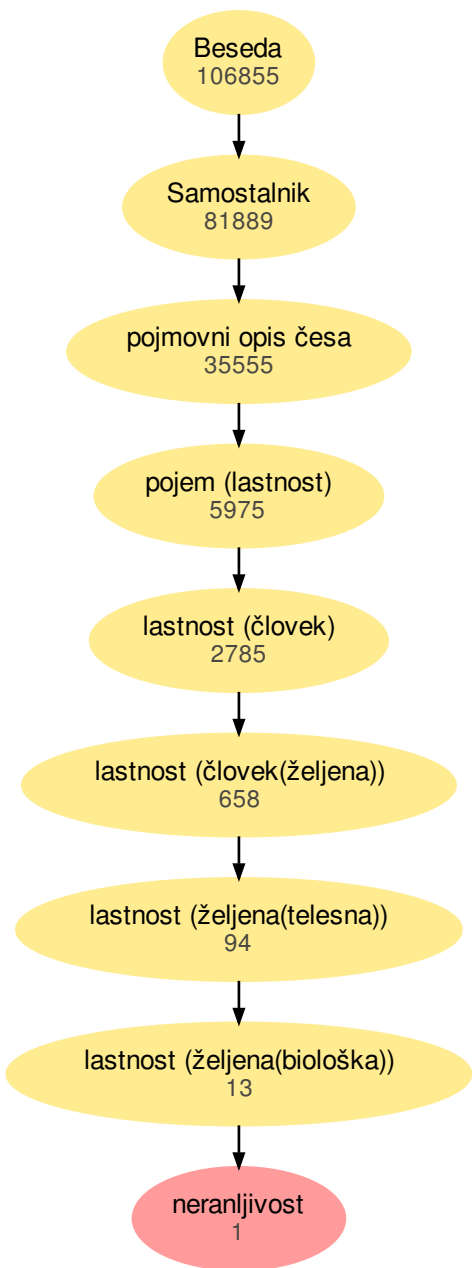 Beseda
106855
Samostalnik
81889
pojmovni opis česa
35555
pojem (lastnost)
5975
lastnost (človek)
2785
lastnost (človek(željena))
658
lastnost (željena(telesna))
94
lastnost (željena(biološka))
13
neranljivost
1